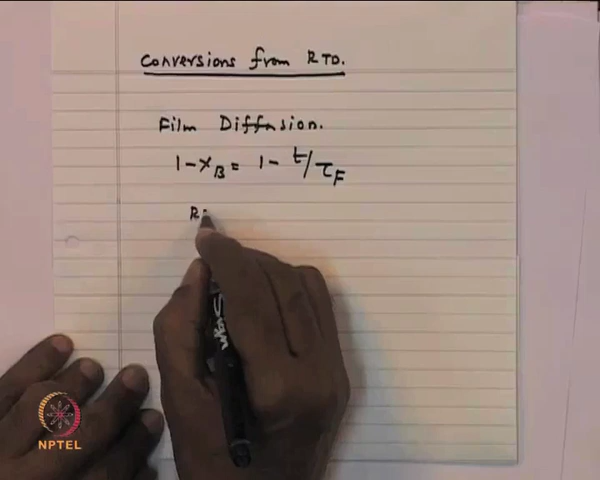 Conversions from RTD.
Film Diffusion.
1 - X_B = 1 - t/τ_F
R
NPTEL